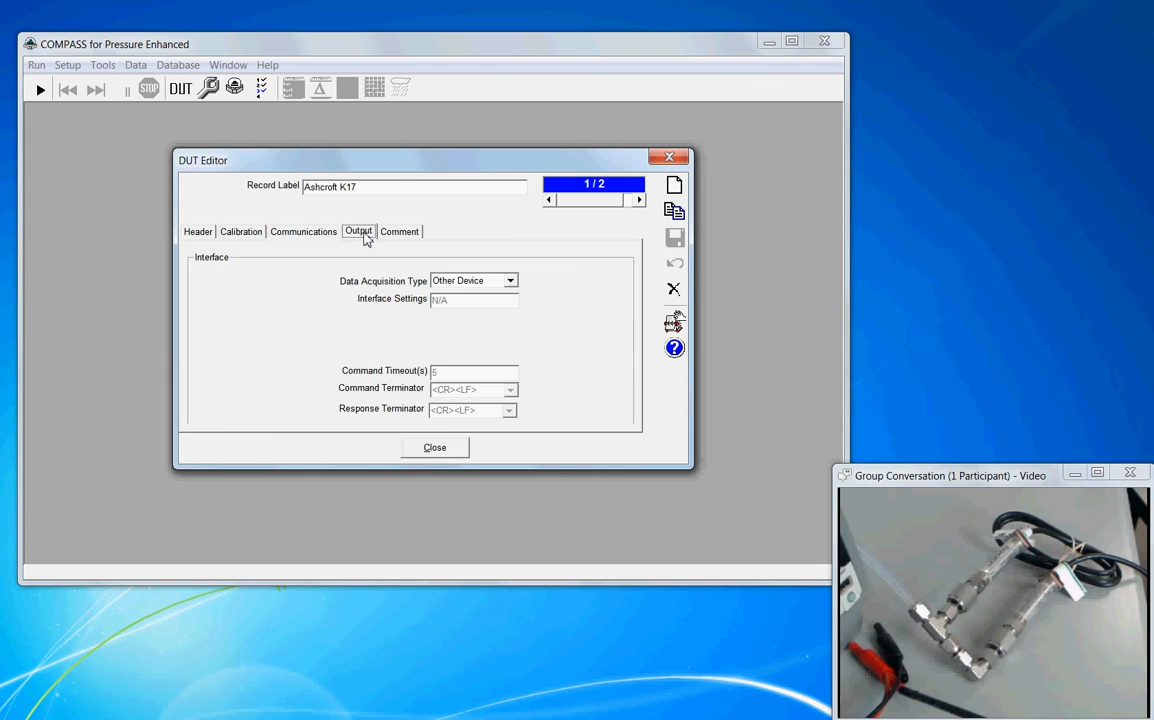 COMPASS for Pressure Enhanced
Run Setup Tools Data Database Window Help
STOP DUT
DUT Editor
Record Label Ashcroft K17
1 / 2
Header Calibration Communications Output Comment
Interface
Data Acquisition Type Other Device
Interface Settings N/A
Command Timeout(s) 5
Command Terminator <CR><LF>
Response Terminator <CR><LF>
Close
Group Conversation (1 Participant) - Video